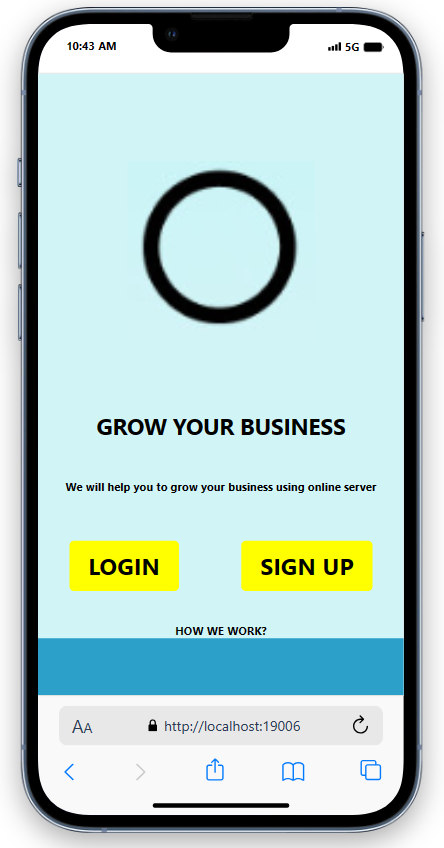 10:43 AM
5G
GROW YOUR BUSINESS
We will help you to grow your business using online server
LOGIN
SIGN UP
HOW WE WORK?
AA
http://localhost:19006